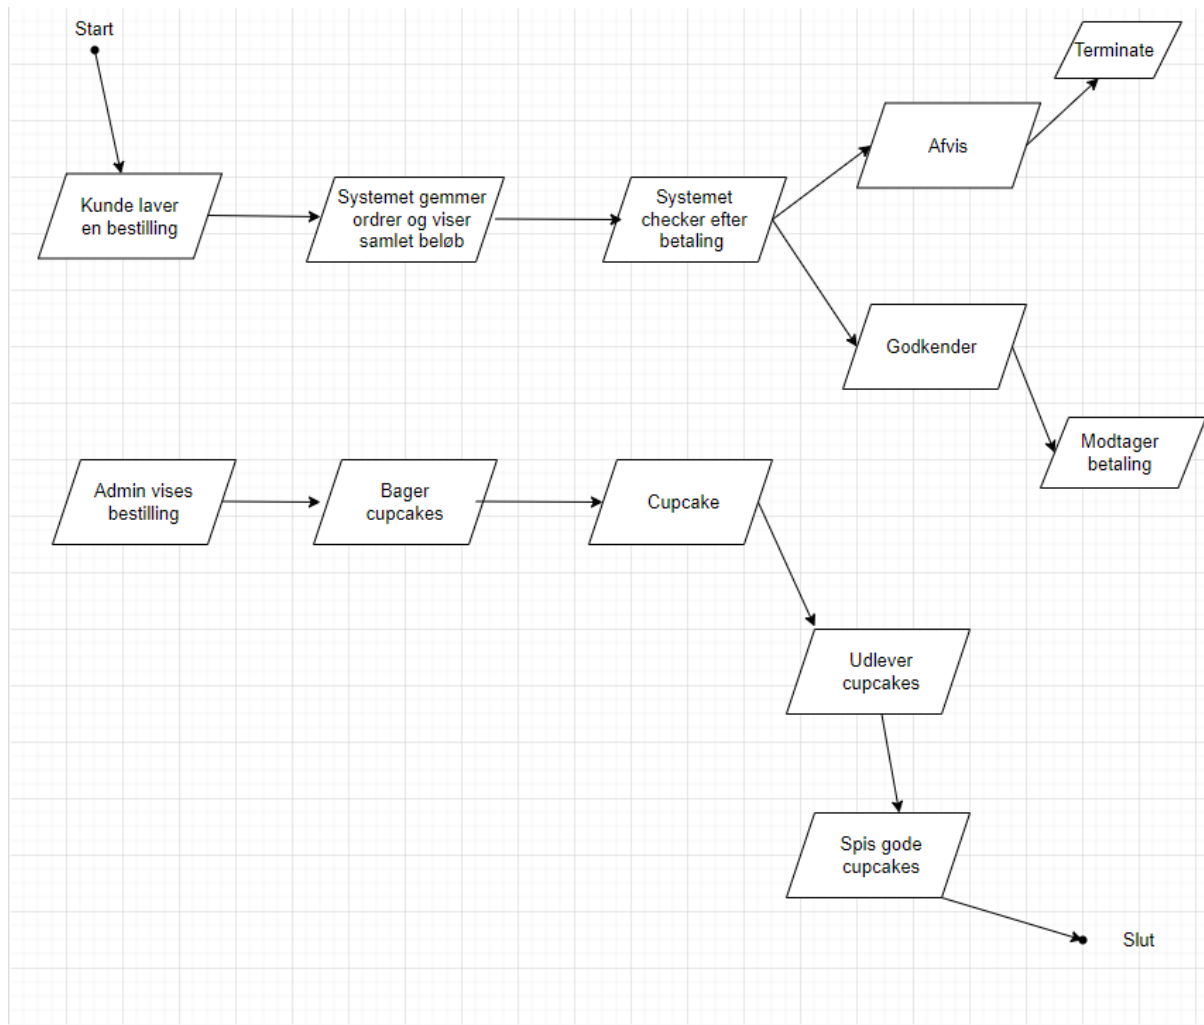 Start
Kunde laver
en bestilling
Systemet gemmer
ordrer og viser
samlet beløb
Systemet
checker efter
betaling
Afvis
Terminate
Godkender
Modtager
betaling
Admin vises
bestilling
Bager
cupcakes
Cupcake
Udlever
cupcakes
Spis gode
cupcakes
Slut